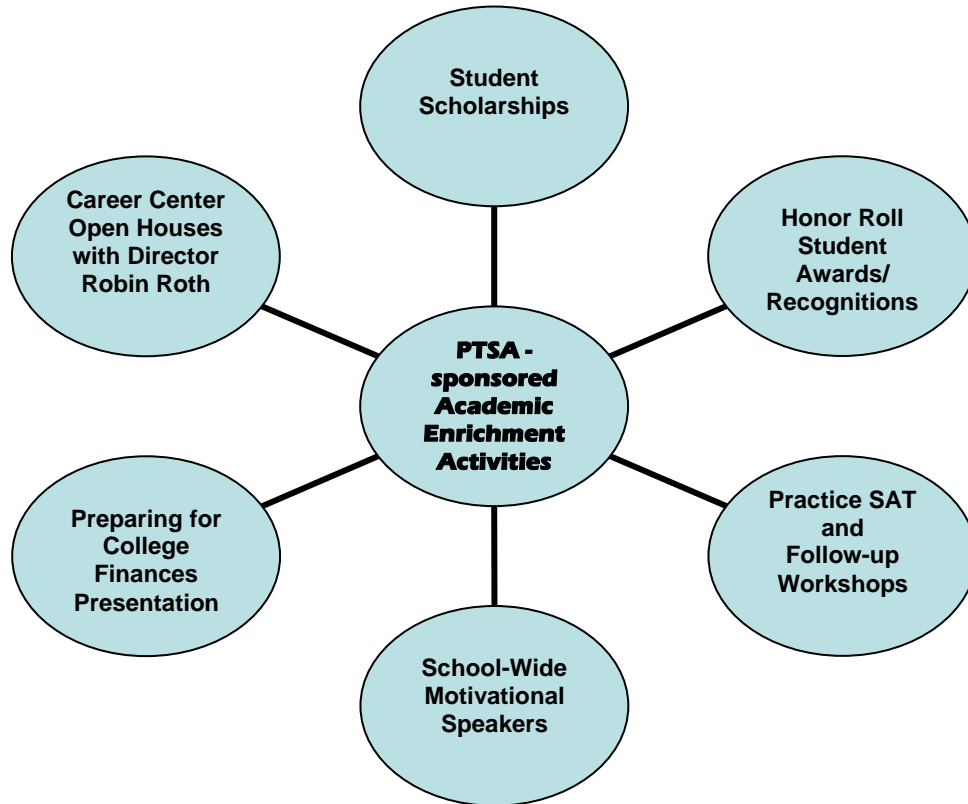 Student
Scholarships
Career Center
Open Houses
with Director
Robin Roth
Honor Roll
Student
Awards/
Recognitions
PTSA -
sponsored
Academic
Enrichment
Activities
Preparing for
College
Finances
Presentation
Practice SAT
and
Follow-up
Workshops
School-Wide
Motivational
Speakers